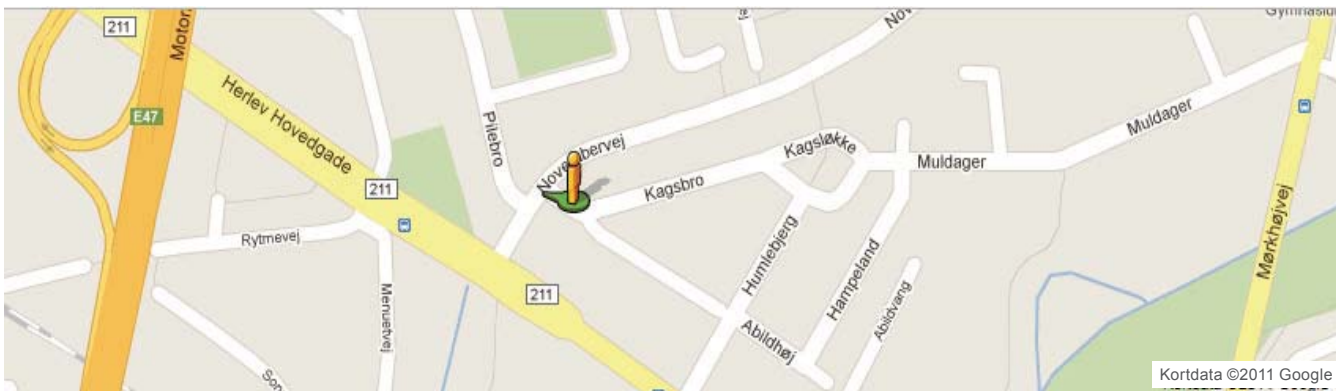 211
Motor
E47
Herlev Hovedgade
211
Rytmevej
Menuetvej
Pilebro
Novembervej
Nov
Kagsbro
Kagsløkke
Muldager
Muldager
Humlebjerg
Hampeland
Abildvang
Abildhøj
211
Mørkhøjvej
Kortdata ©2011 Google